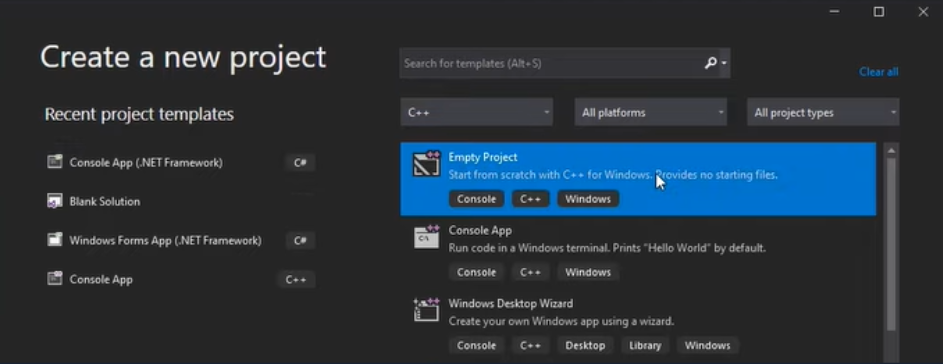 Create a new project
Search for templates (Alt+S)
Clear all
Recent project templates
C++
All platforms
All project types
Console App (.NET Framework)
C#
Blank Solution
Windows Forms App (.NET Framework)
C#
Console App
C++
Empty Project
Start from scratch with C++ for Windows. Provides no starting files.
Console
C++
Windows
Console App
Run code in a Windows terminal. Prints "Hello World" by default.
Console
C++
Windows
Windows Desktop Wizard
Create your own Windows app using a wizard.
Console
C++
Desktop
Library
Windows